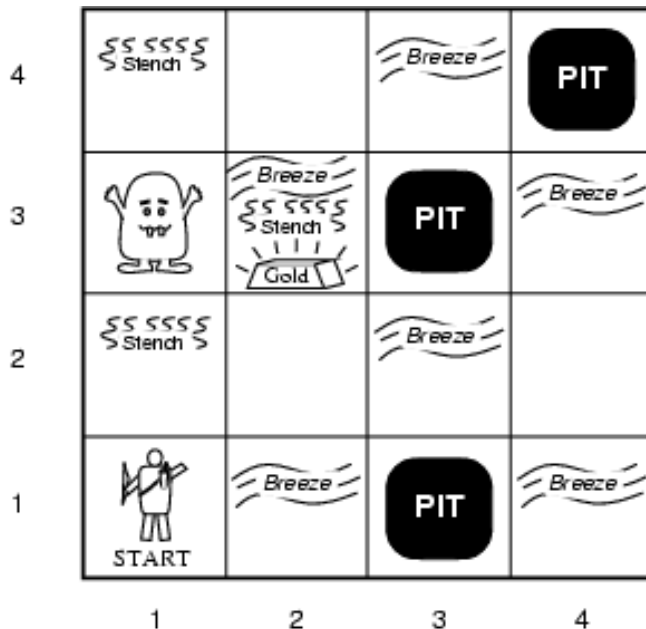 4
Stench
Breeze
PIT
3
Breeze
Stench
Gold
PIT
Breeze
2
Stench
Breeze
1
START
Breeze
PIT
Breeze
1 2 3 4